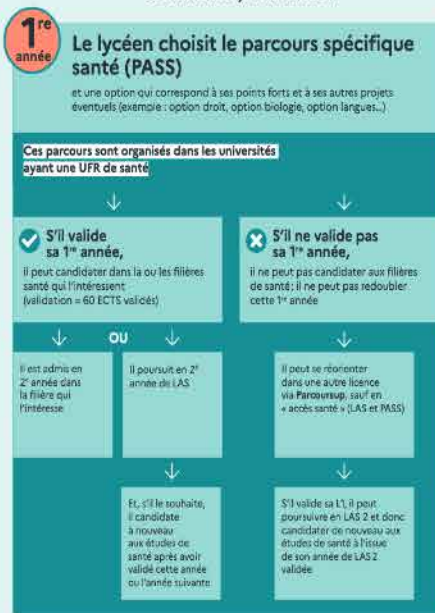 1re
année
Le lycéen choisit le parcours spécifique
santé (PASS)
et une option qui correspond à ses points forts et à ses autres projets
éventuels (exemple : option droit, option biologie, option langues...)
Ces parcours sont organisés dans les universités
ayant une UFR de santé
S'il valide
sa 1re année,
il peut candidater dans la ou les filières
santé qui l'intéressent
(validation = 60 ECTS validés)
S'il ne valide pas
sa 1re année,
il ne peut pas candidater aux filières
de santé; il ne peut pas redoubler
cette 1re année
OU
Il est admis en
2e année dans
la filière qui
l'intéresse
Il poursuit en 2e
année de LAS
Il peut se réorienter
dans une autre licence
via Parcoursup, sauf en
« accès santé » (LAS et PASS)
Et, s'il le souhaite,
il candidate
à nouveau
aux études de
santé après avoir
validé cette année
ou l'année suivante
S'il valide sa L1, il peut
poursuivre en LAS 2 et donc
candidater de nouveau aux
études de santé à l'issue
de son année de LAS 2
validée